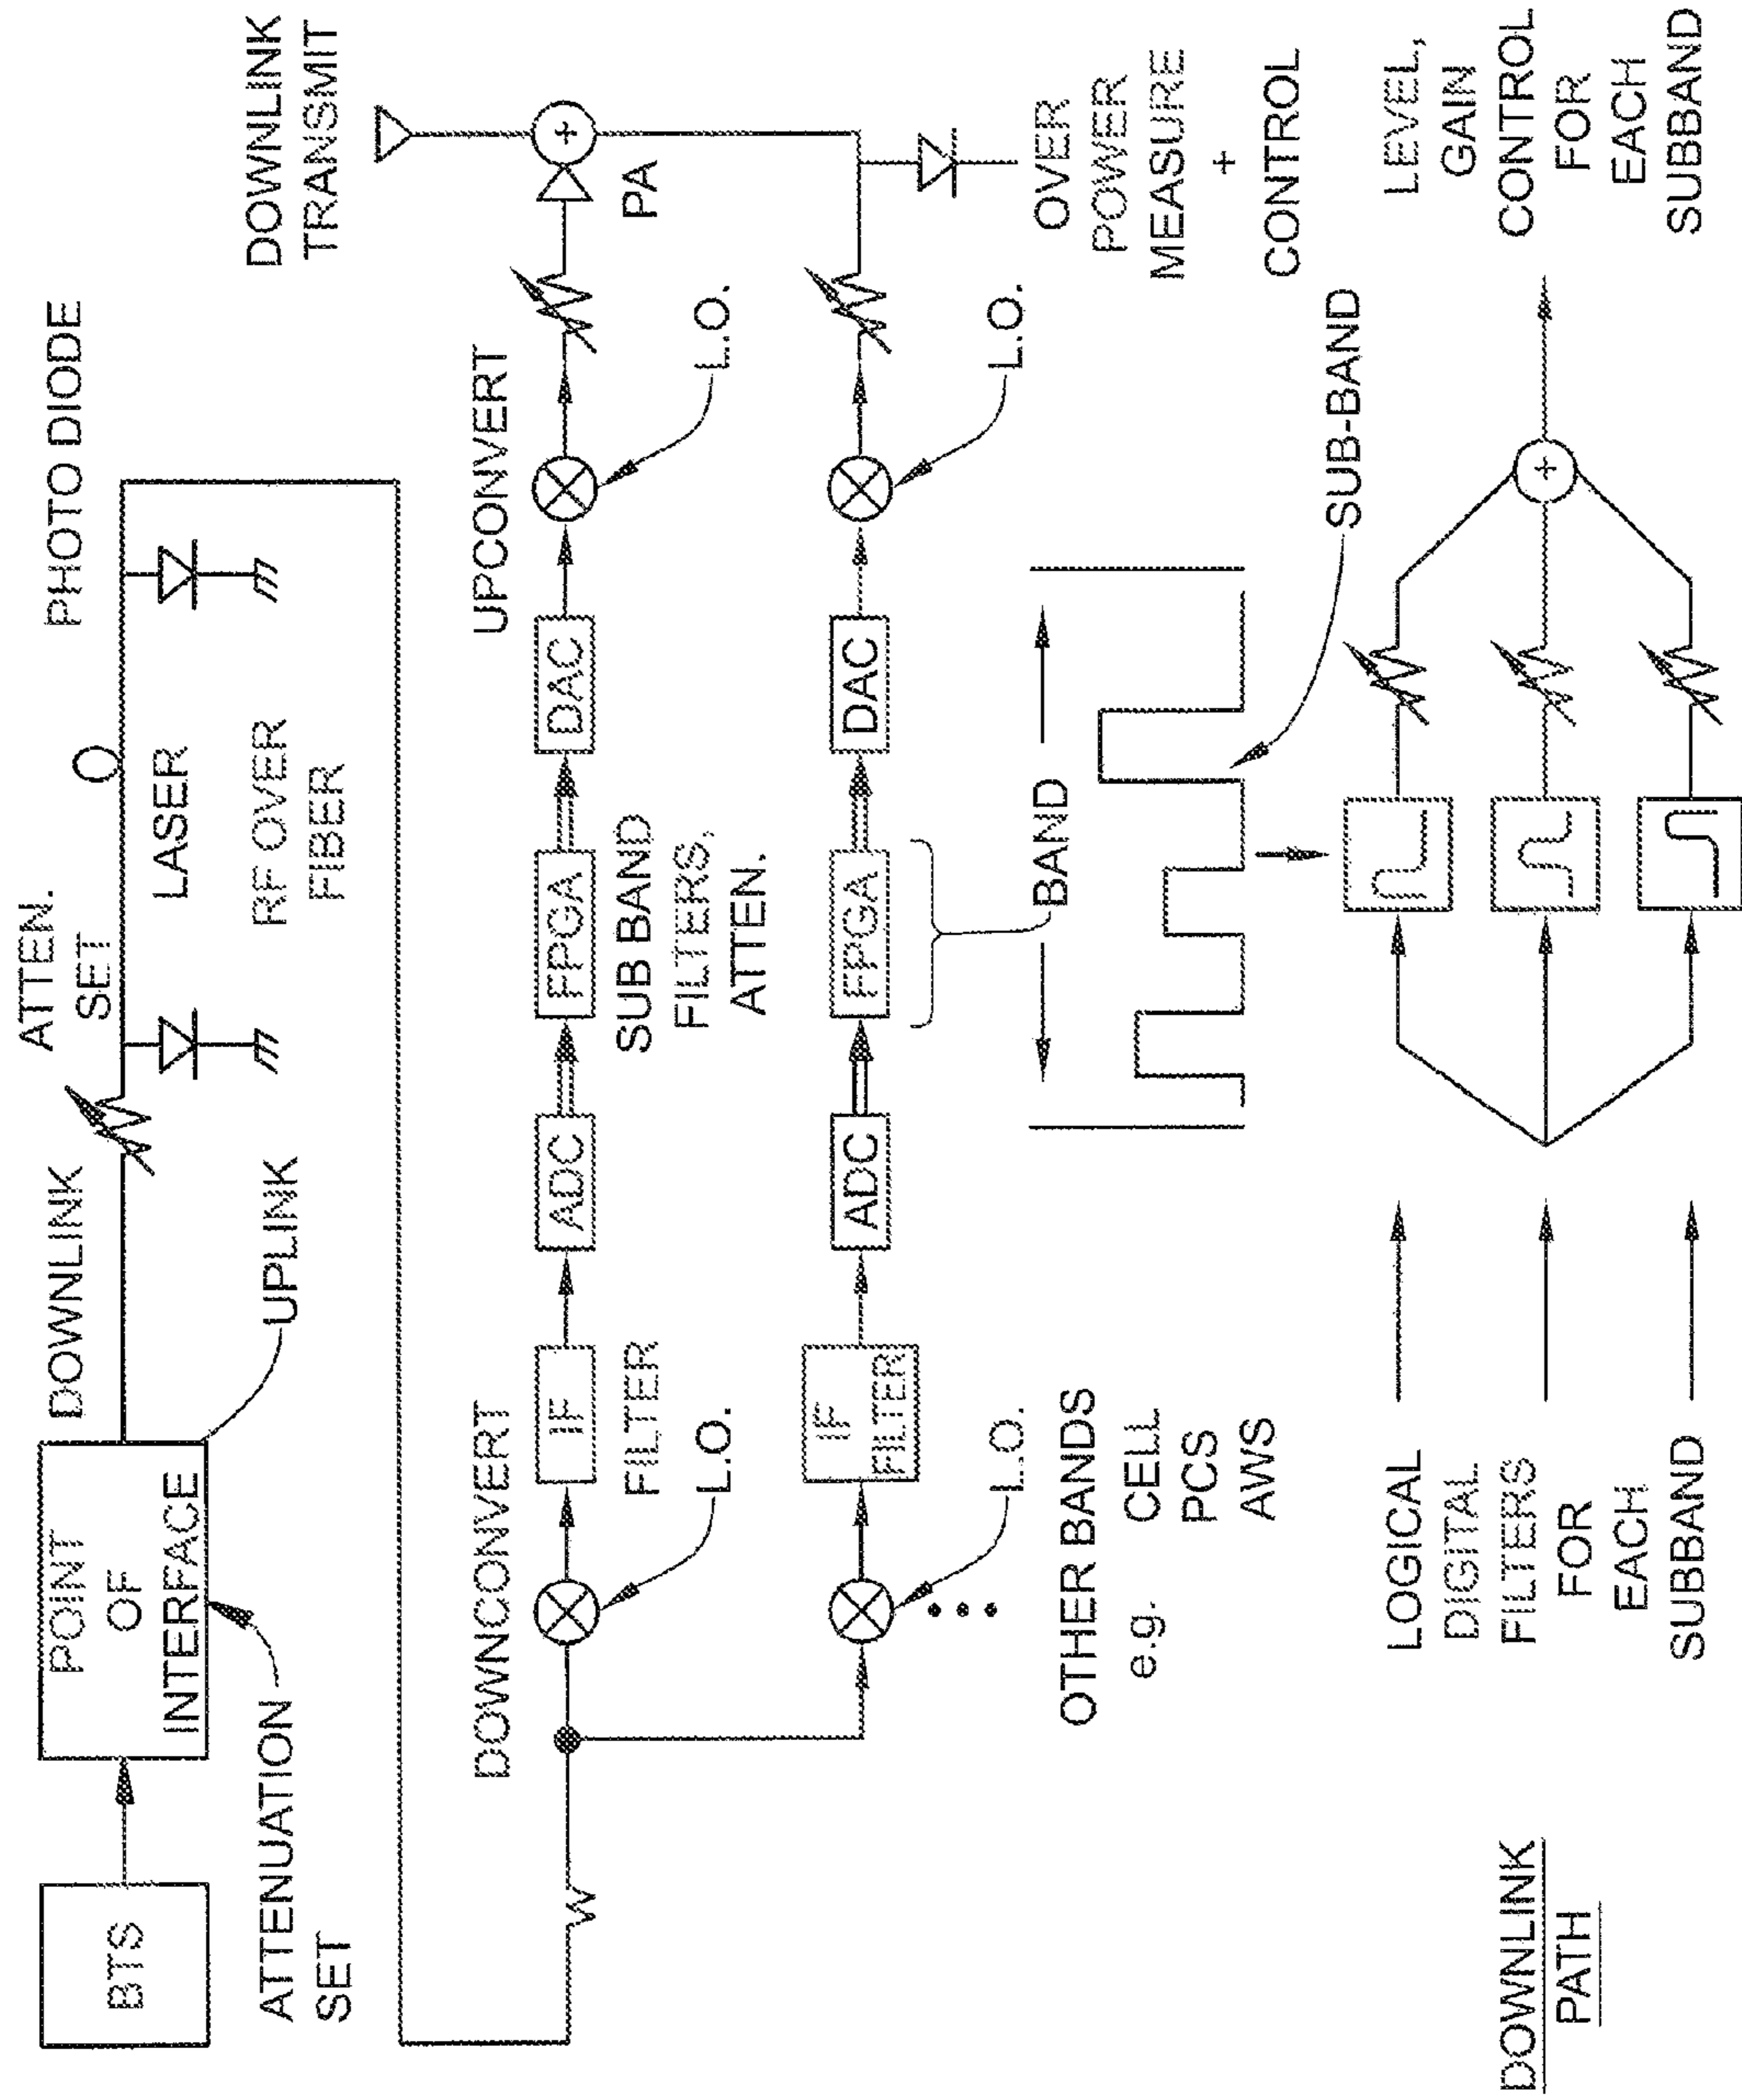 BTS
POINT
OF
INTERFACE
ATTENUATION
SET
DOWNLINK
UPLINK
ATTEN.
SET
LASER
RF OVER
FIBER
PHOTO DIODE
DOWNLINK
TRANSMIT
DOWNCONVERT
IF
FILTER
L.O.
ADC
FPGA
SUB BAND
FILTERS,
ATTEN.
DAC
UPCONVERT
L.O.
PA
IF
FILTER
L.O.
ADC
FPGA
DAC
L.O.
OVER
POWER
MEASURE
+
CONTROL
OTHER BANDS
e.g. CELL
PCS
AWS
BAND
SUB-BAND
LOGICAL
DIGITAL
FILTERS
FOR
EACH
SUBBAND
LEVEL,
GAIN
CONTROL
FOR
EACH
SUBBAND
DOWNLINK
PATH